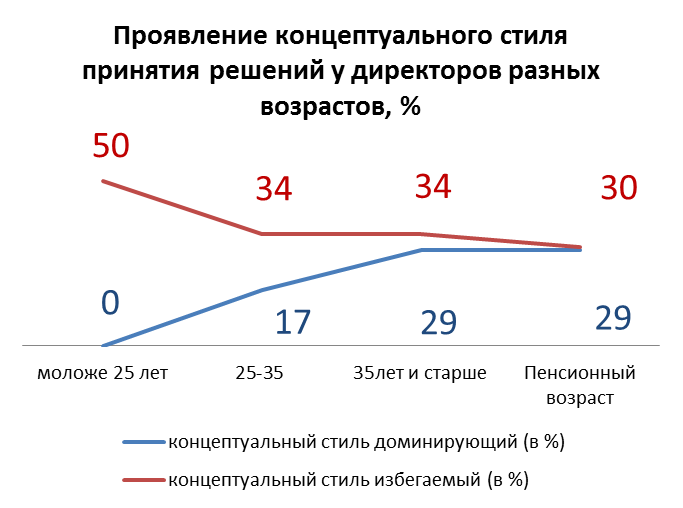 Проявление концептуального стиля
принятия решений у директоров разных
возрастов, %
50
34
34
30
0
17
29
29
моложе 25 лет
25-35
35лет и старше
Пенсионный
возраст
концептуальный стиль доминирующий (в %)
концептуальный стиль избегаемый (в %)